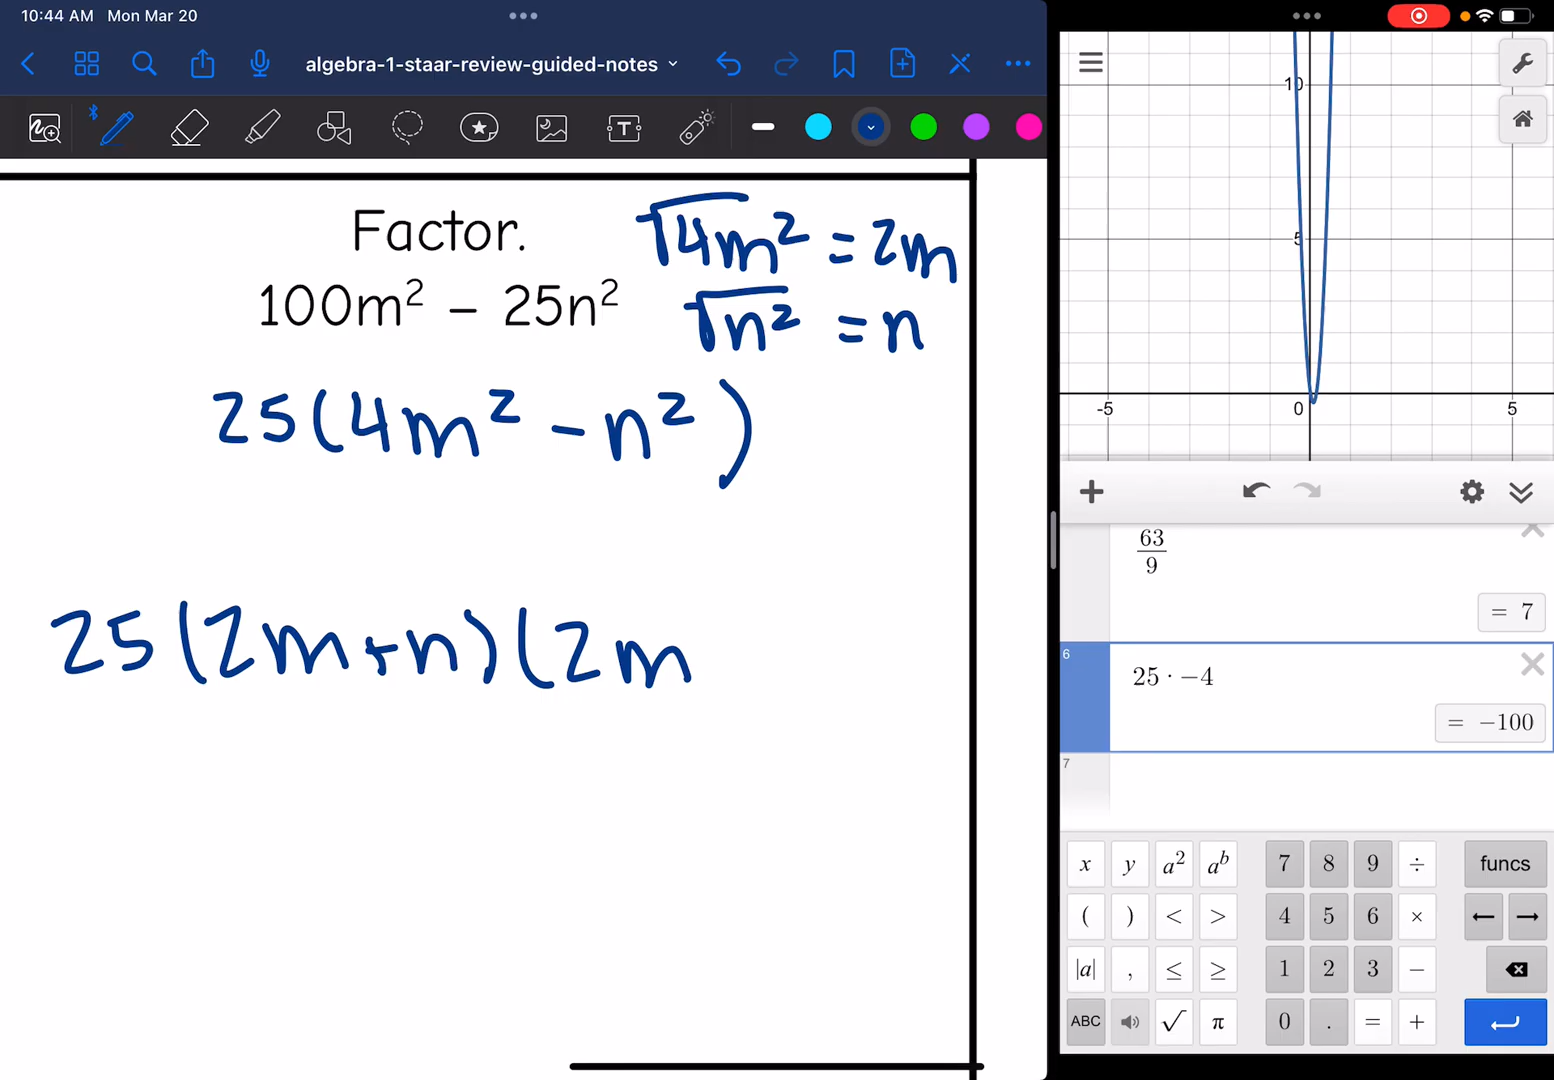 10:44 AM Mon Mar 20
algebra-1-staar-review-guided-notes
T
Factor.
100m² – 25n²
√4m² = 2m
√n² = n
25(4m² – n²)
25(2m+n)(2m
10
5
-5
0
5
63/9
= 7
6
25 · −4
= −100
7
x y a² aᵇ 7 8 9 ÷ funcs
( ) < > 4 5 6 × ← →
|a| , ≤ ≥ 1 2 3 −
ABC √ π 0 . = +